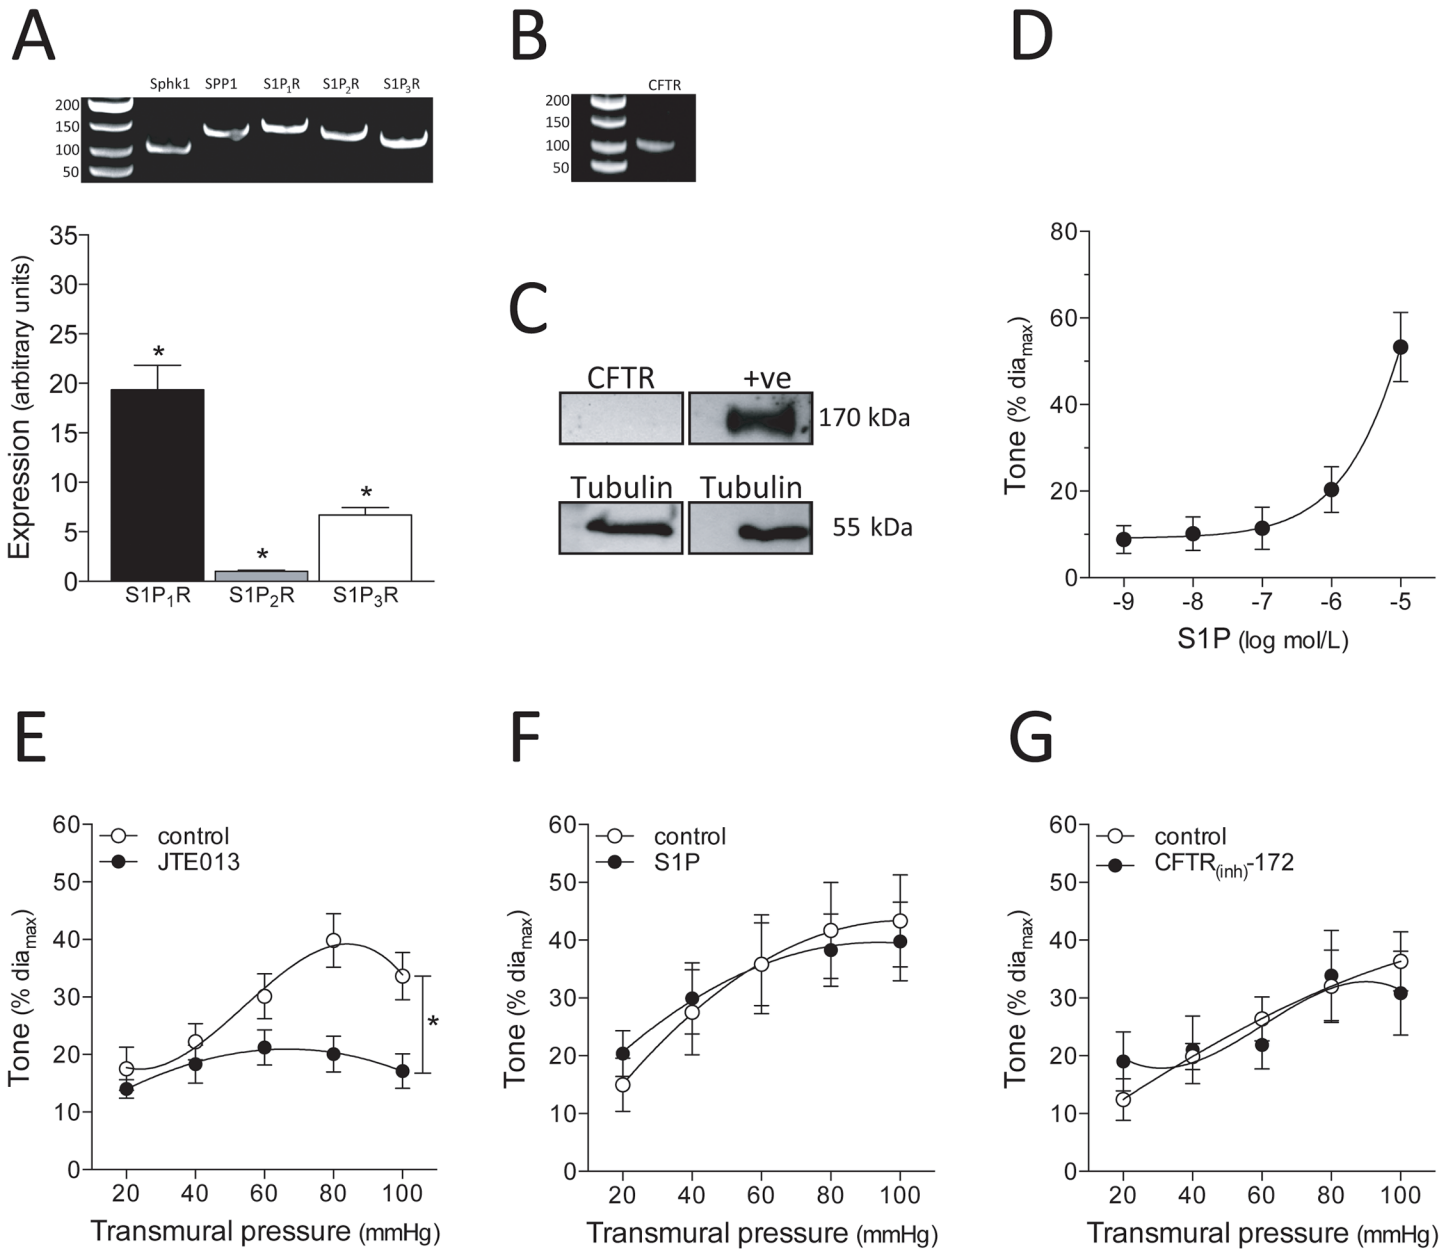 A
Sphk1 SPP1 S1P1R S1P2R S1P3R
200
150
100
50
35
30
25
20
15
10
5
0
Expression (arbitrary units)
*
*
*
S1P1R S1P2R S1P3R
B
CFTR
200
150
100
50
C
CFTR +ve
170 kDa
Tubulin Tubulin
55 kDa
D
80
60
40
20
0
Tone (% diamax)
-9 -8 -7 -6 -5
S1P (log mol/L)
E
control
JTE013
60
50
40
30
20
10
0
Tone (% diamax)
*
20 40 60 80 100
Transmural pressure (mmHg)
F
control
S1P
60
50
40
30
20
10
0
Tone (% diamax)
20 40 60 80 100
Transmural pressure (mmHg)
G
control
CFTR(inh)-172
60
50
40
30
20
10
0
Tone (% diamax)
20 40 60 80 100
Transmural pressure (mmHg)